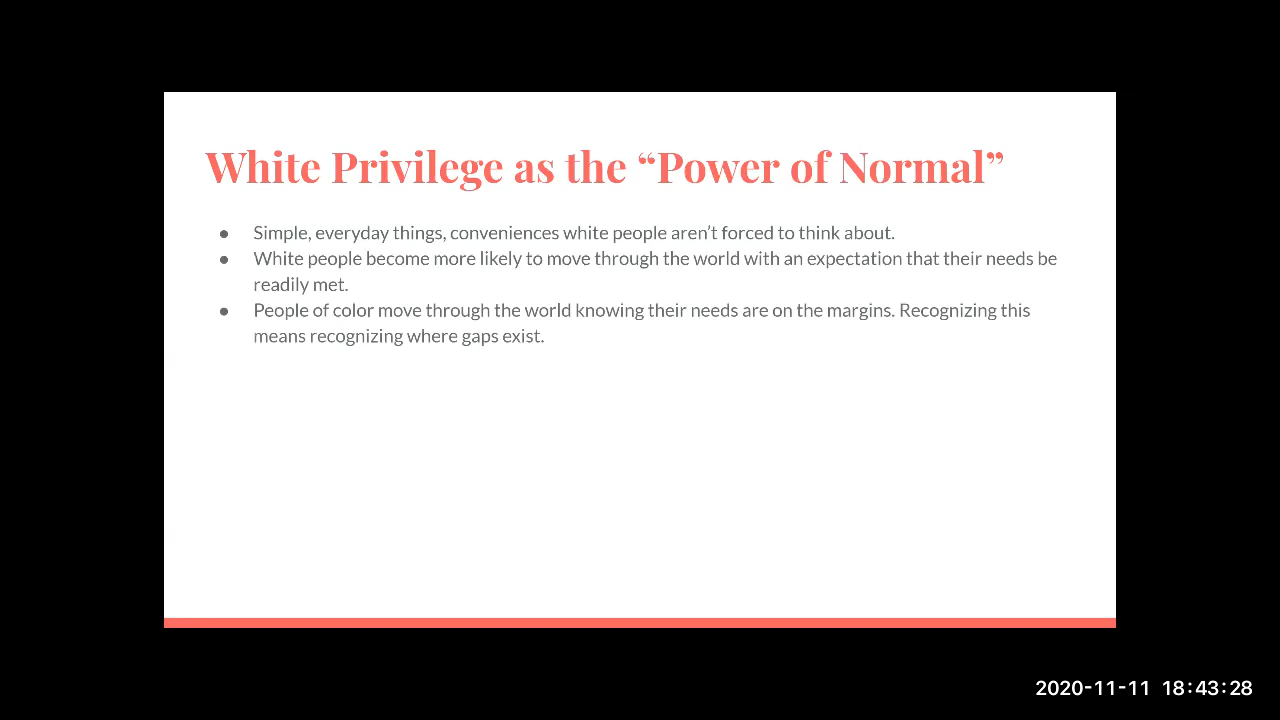 White Privilege as the “Power of Normal”
● Simple, everyday things, conveniences white people aren’t forced to think about.
● White people become more likely to move through the world with an expectation that their needs be
readily met.
● People of color move through the world knowing their needs are on the margins. Recognizing this
means recognizing where gaps exist.
2020-11-11 18:43:28